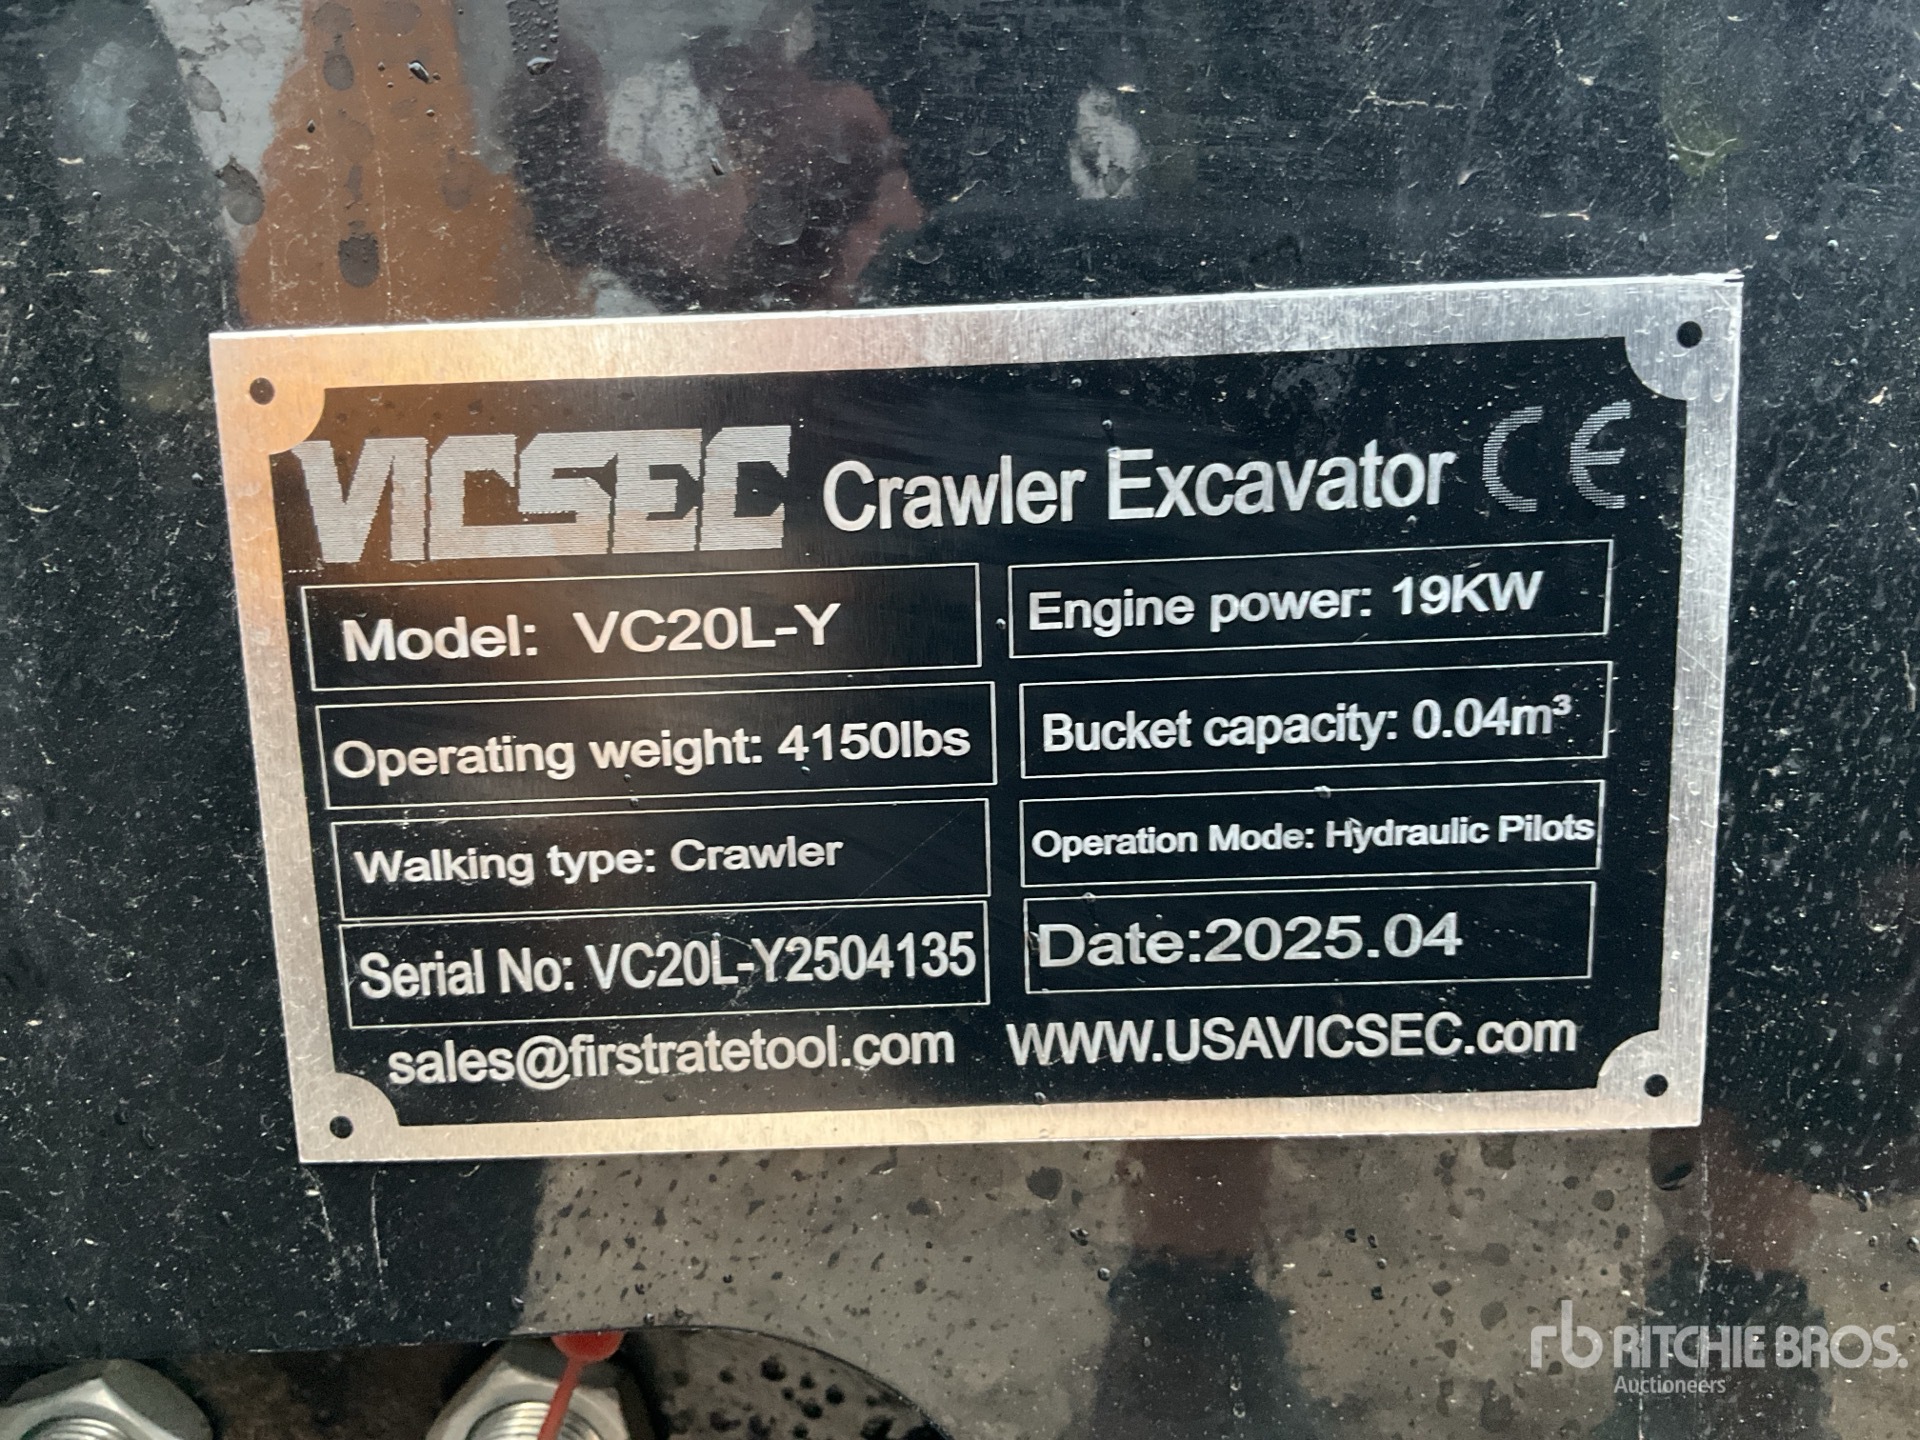 VICSEC Crawler Excavator CE
Model: VC20L-Y
Engine power: 19KW
Operating weight: 4150lbs
Bucket capacity: 0.04m³
Walking type: Crawler
Operation Mode: Hydraulic Pilots
Serial No: VC20L-Y2504135
Date:2025.04
sales@firstratetool.com
WWW.USAVICSEC.com
rb RITCHIE BROS.
Auctioneers